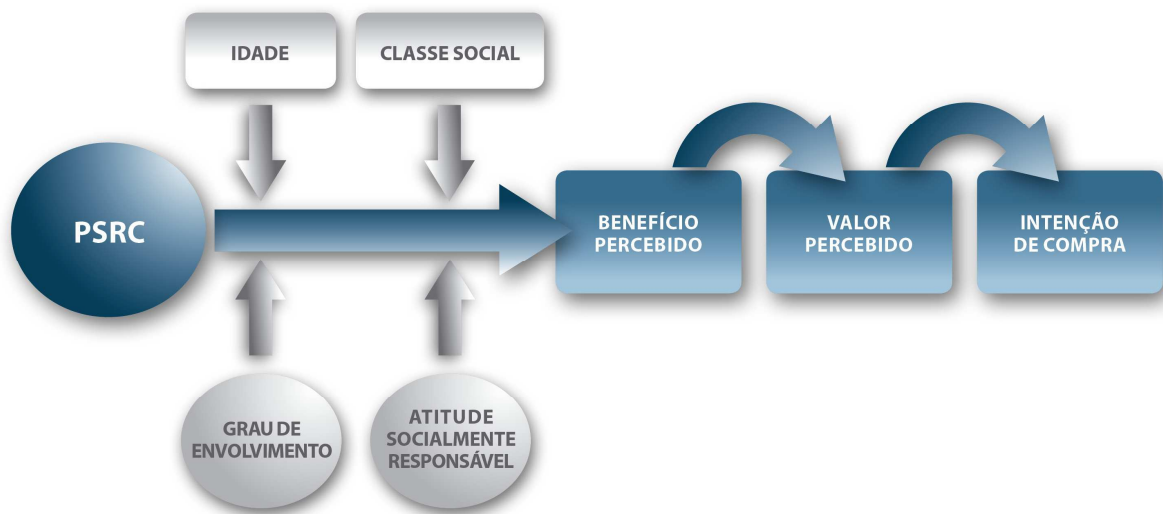 IDADE
CLASSE SOCIAL
PSRC
BENEFÍCIO
PERCEBIDO
VALOR
PERCEBIDO
INTENÇÃO
DE COMPRA
GRAU DE
ENVOLVIMENTO
ATITUDE
SOCIALMENTE
RESPONSÁVEL